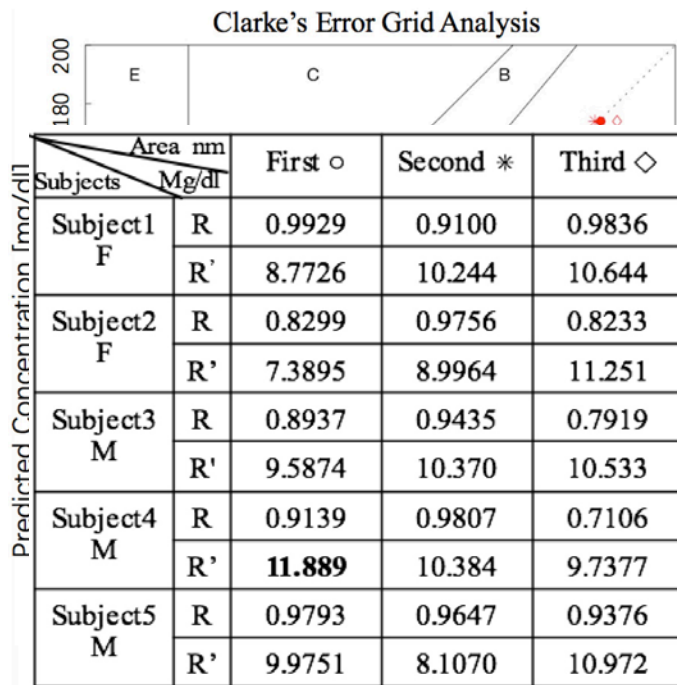 Clarke's Error Grid Analysis
200
E
C
B
180
Predicted Concentration [mg/dl]
Area nm
Subjects Mg/dl
First ○ Second ✳ Third ◇
Subject1 F R 0.9929 0.9100 0.9836
R' 8.7726 10.244 10.644
Subject2 F R 0.8299 0.9756 0.8233
R' 7.3895 8.9964 11.251
Subject3 M R 0.8937 0.9435 0.7919
R' 9.5874 10.370 10.533
Subject4 M R 0.9139 0.9807 0.7106
R' 11.889 10.384 9.7377
Subject5 M R 0.9793 0.9647 0.9376
R' 9.9751 8.1070 10.972